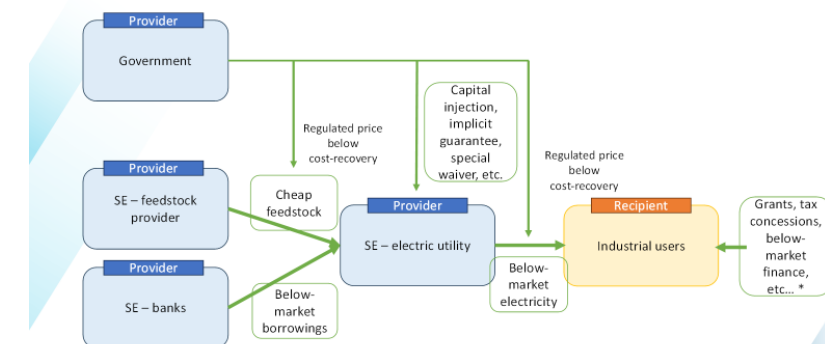 Provider
Government
Capital
injection,
implicit
guarantee,
special
waiver, etc.
Regulated price
below
cost-recovery
Regulated price
below
cost-recovery
Provider
SE – feedstock
provider
Cheap
feedstock
Provider
SE – electric utility
Recipient
Industrial users
Grants, tax
concessions,
below-
market
finance,
etc... *
Provider
SE – banks
Below-
market
borrowings
Below-
market
electricity